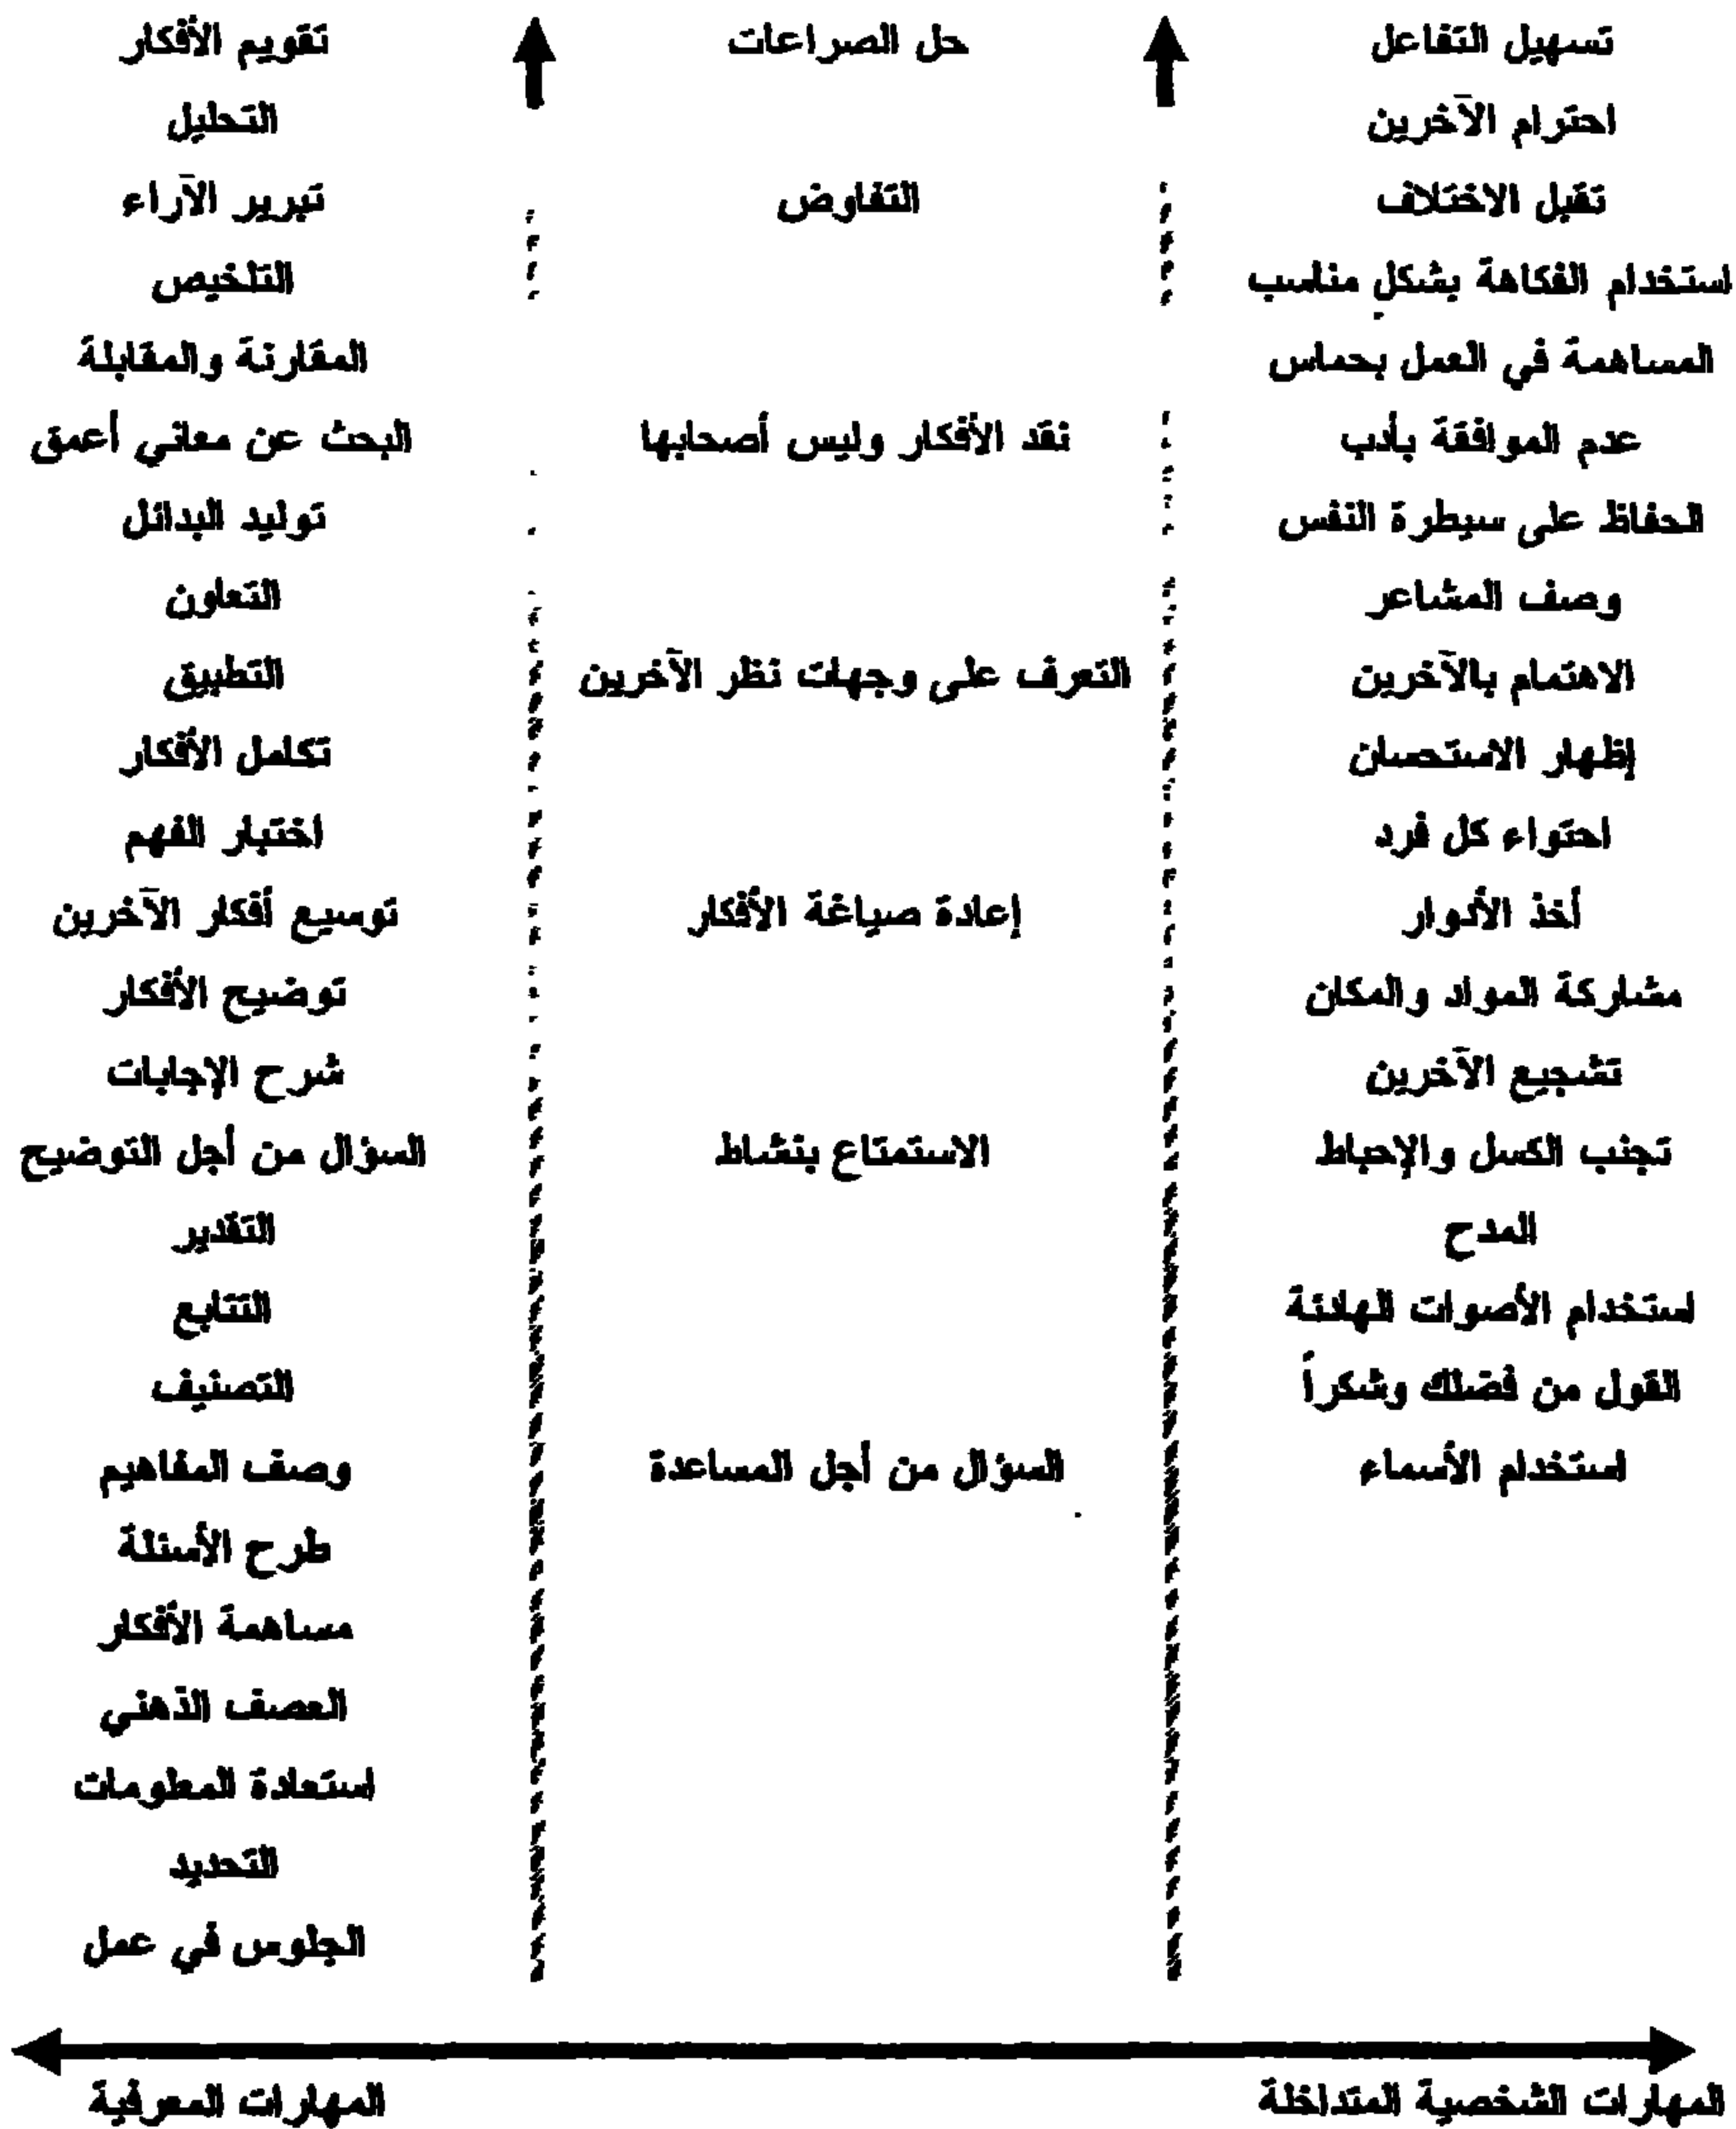 تسهيل التفاعل
احترام الآخرين
تقبل الاختلاف
استخدام الفكاهة بشكل مناسب
المساهمة في العمل بحماس
عدم الموافقة بأدب
الحفاظ على سيطرة النفس
وصف المشاعر
الاهتمام بالآخرين
إظهار الاستحسان
احتواء كل فرد
أخذ الأدوار
مشاركة المواد والمكان
تشجيع الآخرين
تجنب الكسل والإحباط
المدح
استخدام الأصوات الهادئة
القول من فضلك وشكراً
استخدام الأسماء
حل الصراعات
التفاوض
نقد الأفكار وليس أصحابها
التعرف على وجهات نظر الآخرين
إعادة صياغة الأفكار
الاستمتاع بنشاط
السؤال من أجل المساعدة
تقويم الأفكار
التحليل
تبرير الآراء
التلخيص
المقارنة والمقابلة
البحث عن معاني أعمق
توليد البدائل
التعاون
التطبيق
تكامل الأفكار
اختبار الفهم
توسيع أفكار الآخرين
توضيح الأفكار
شرح الإجابات
السؤال من أجل التوضيح
التقدير
التتابع
التصنيف
وصف المفاهيم
طرح الأسئلة
مساهمة الأفكار
العصف الذهني
استعادة المعلومات
التحديد
الجلوس في عمل
المهارات الشخصية المتداخلة
المهارات المعرفية